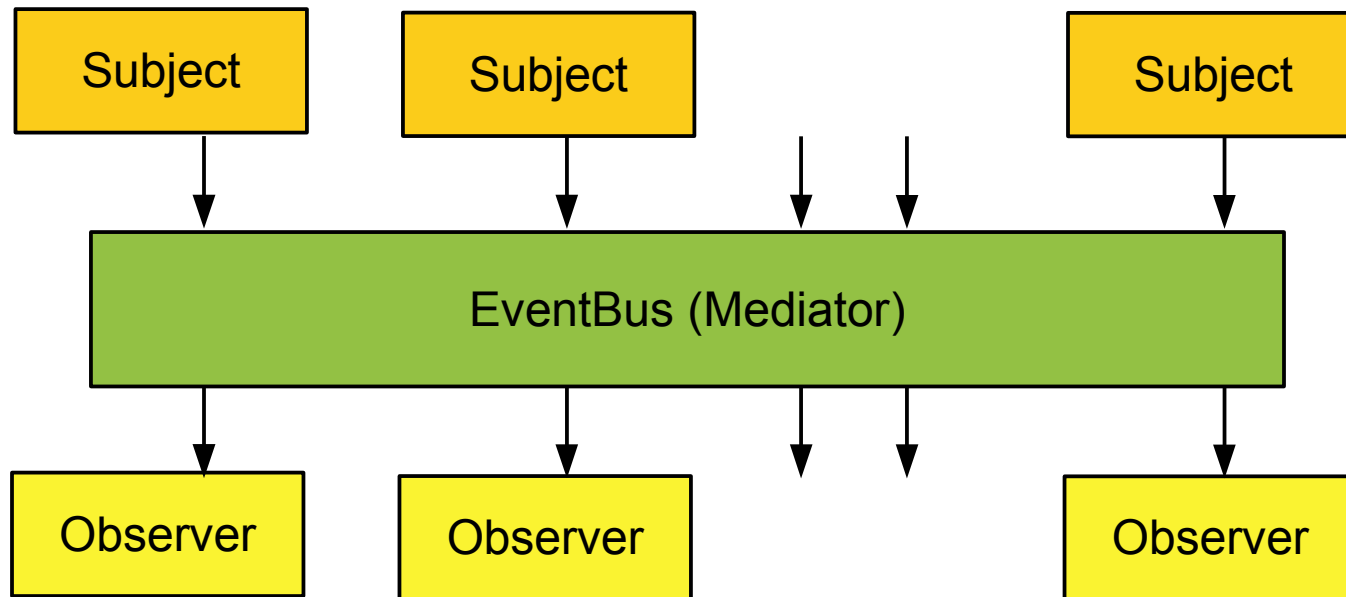 Subject
Subject
Subject
EventBus (Mediator)
Observer
Observer
Observer